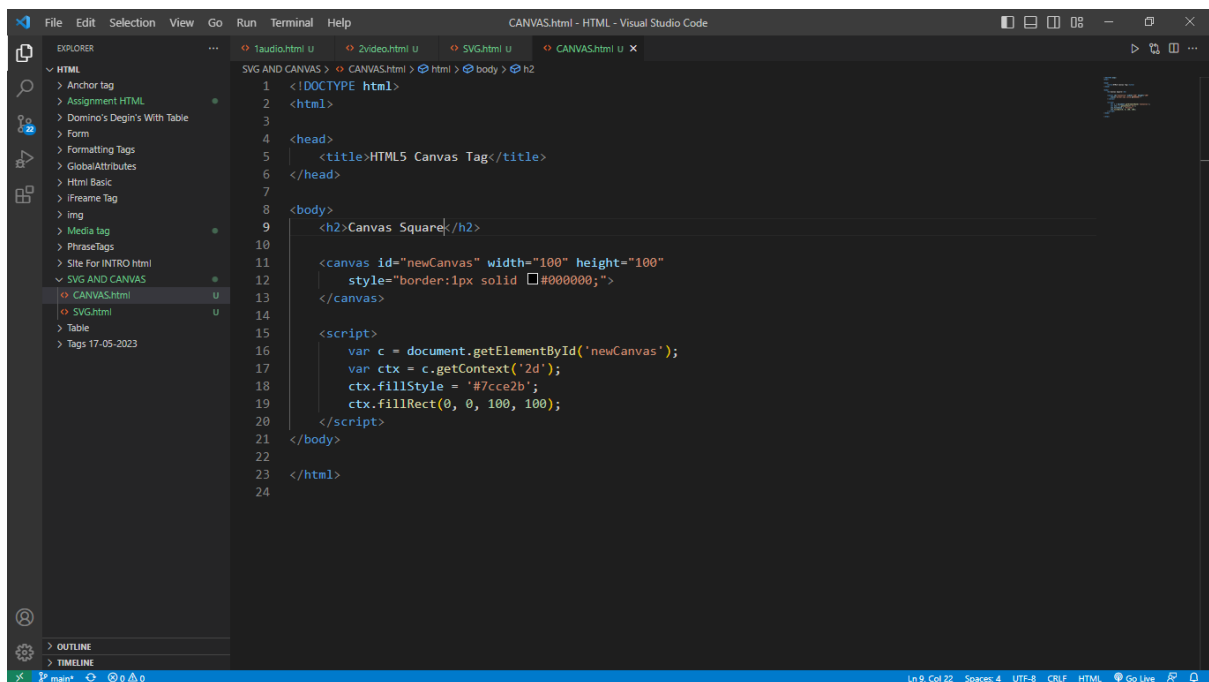 File Edit Selection View Go Run Terminal Help CANVAS.html - HTML - Visual Studio Code
EXPLORER
HTML
Anchor tag
Assignment HTML
Domino's Degin's With Table
Form
Formatting Tags
GlobalAttributes
Html Basic
iFreame Tag
img
Media tag
PhraseTags
Site For INTRO html
SVG AND CANVAS
CANVAS.html U
SVG.html U
Table
Tags 17-05-2023
OUTLINE
TIMELINE
22
1audio.html U 2video.html U SVG.html U CANVAS.html U
SVG AND CANVAS > CANVAS.html > html > body > h2
1 <!DOCTYPE html>
2 <html>
3
4 <head>
5 <title>HTML5 Canvas Tag</title>
6 </head>
7
8 <body>
9 <h2>Canvas Square</h2>
10
11 <canvas id="newCanvas" width="100" height="100"
12 style="border:1px solid #000000;">
13 </canvas>
14
15 <script>
16 var c = document.getElementById('newCanvas');
17 var ctx = c.getContext('2d');
18 ctx.fillStyle = '#7cce2b';
19 ctx.fillRect(0, 0, 100, 100);
20 </script>
21 </body>
22
23 </html>
24
main* 0 0 Ln 9, Col 22 Spaces: 4 UTF-8 CRLF HTML Go Live